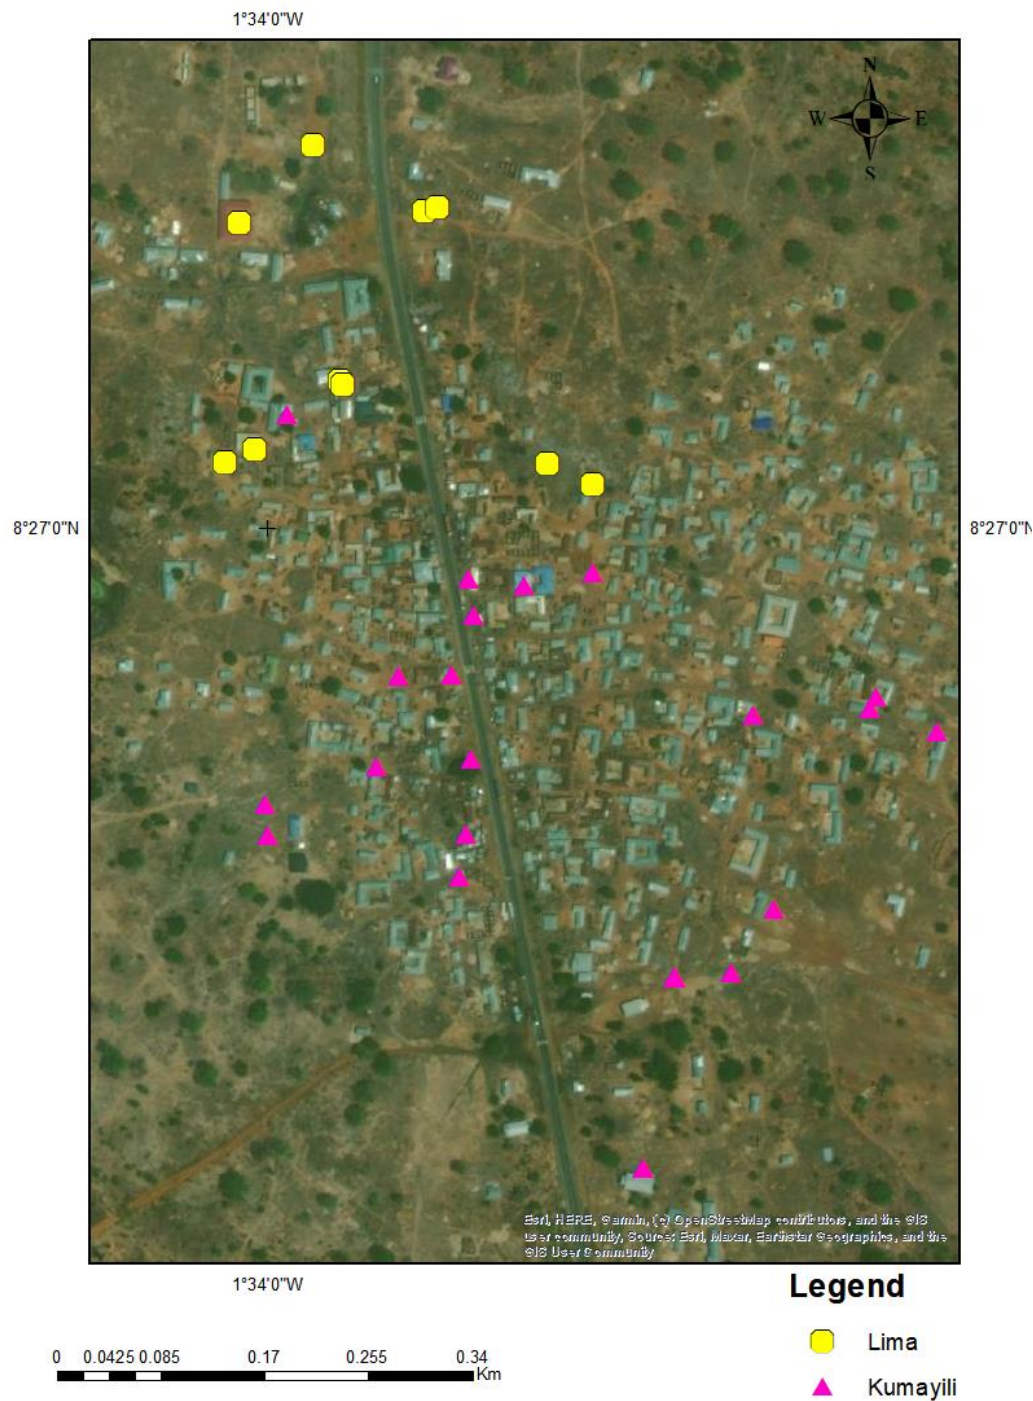 1°34'0"W
N
W E
S
8°27'0"N 8°27'0"N
Esri, HERE, Garmin, (c) OpenStreetMap contributors, and the GIS
user community, Source: Esri, Maxar, Earthstar Geographics, and the
GIS User Community
1°34'0"W
Legend
Lima
Kumayili
0 0.0425 0.085 0.17 0.255 0.34
Km